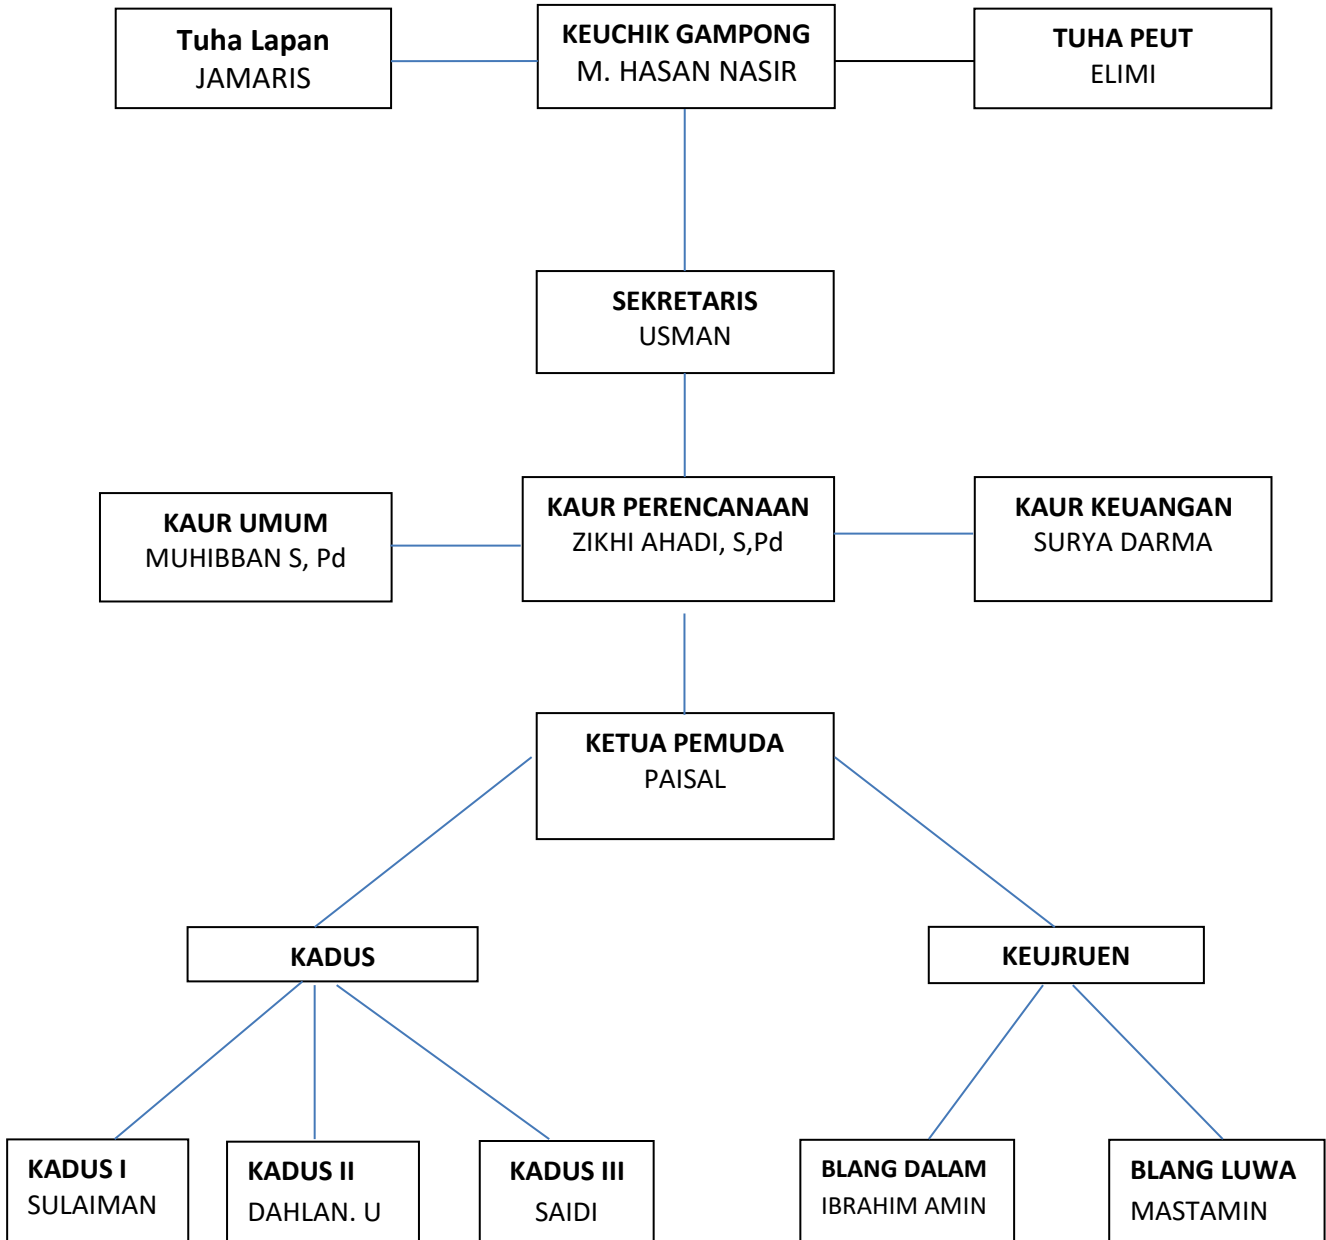 Tuha Lapan
JAMARIS
KEUCHIK GAMPONG
M. HASAN NASIR
TUHA PEUT
ELIMI
SEKRETARIS
USMAN
KAUR UMUM
MUHIBBAN S, Pd
KAUR PERENCANAAN
ZIKHI AHADI, S,Pd
KAUR KEUANGAN
SURYA DARMA
KETUA PEMUDA
PAISAL
KADUS
KEUJRUEN
KADUS I
SULAIMAN
KADUS II
DAHLAN. U
KADUS III
SAIDI
BLANG DALAM
IBRAHIM AMIN
BLANG LUWA
MASTAMIN